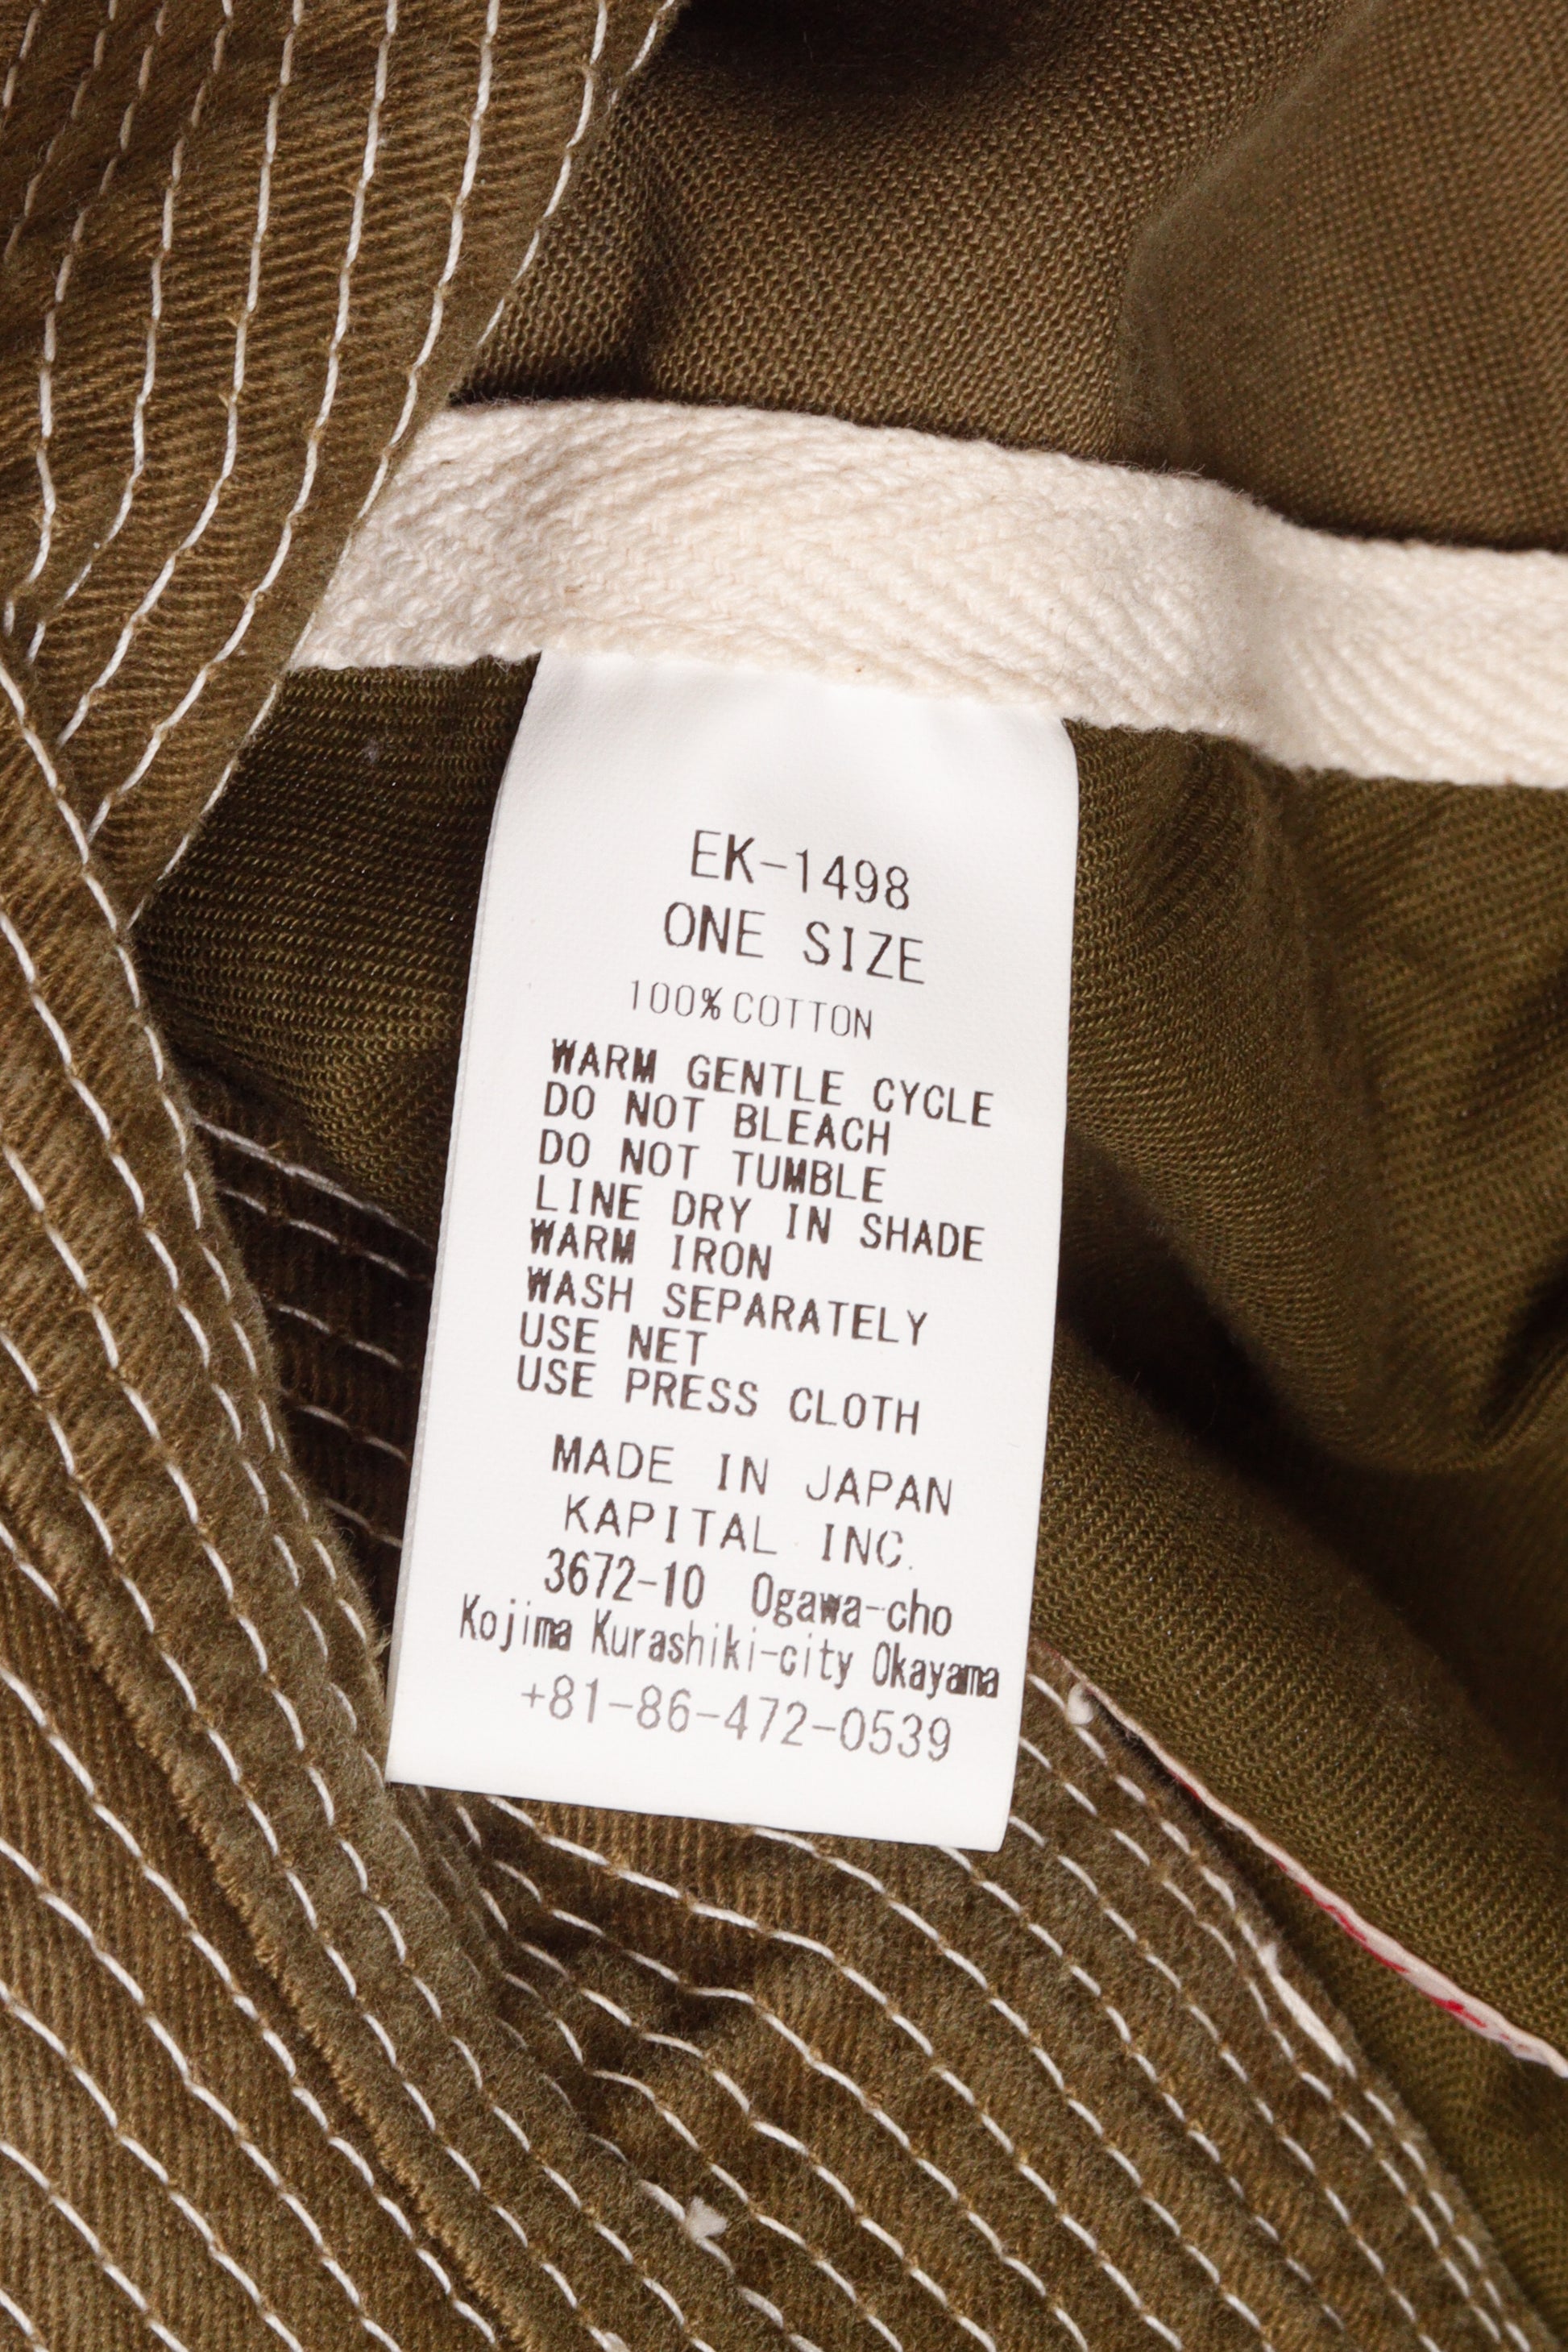 EK-1498
ONE SIZE
100% COTTON
WARM GENTLE CYCLE
DO NOT BLEACH
DO NOT TUMBLE
LINE DRY IN SHADE
WARM IRON
WASH SEPARATELY
USE NET
USE PRESS CLOTH
MADE IN JAPAN
KAPITAL INC.
3672-10 Ogawa-cho
Kojima Kurashiki-city Okayama
+81-86-472-0539